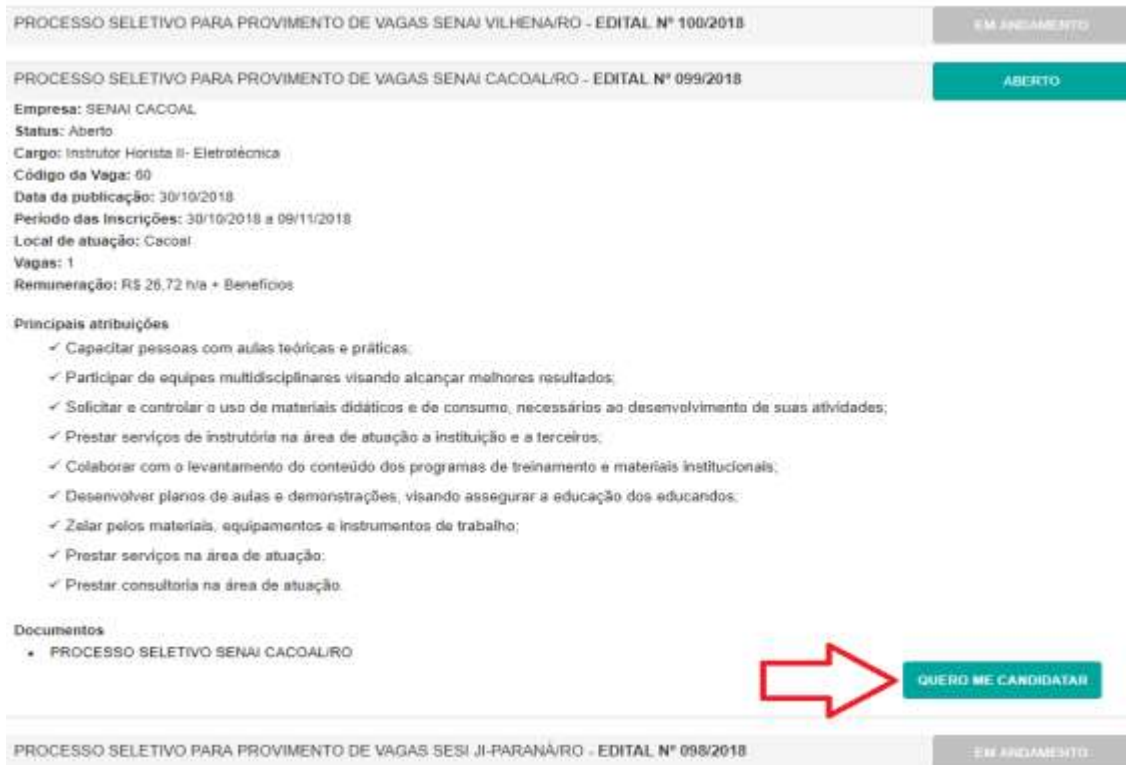 PROCESSO SELETIVO PARA PROVIMENTO DE VAGAS SENAI VILHENA/RO - EDITAL Nº 100/2018
EM ANDAMENTO
PROCESSO SELETIVO PARA PROVIMENTO DE VAGAS SENAI CACOAL/RO - EDITAL Nº 099/2018
ABERTO
Empresa: SENAI CACOAL
Status: Aberto
Cargo: Instrutor Horista II- Eletrotécnica
Código da Vaga: 60
Data da publicação: 30/10/2018
Período das Inscrições: 30/10/2018 a 09/11/2018
Local de atuação: Cacoal
Vagas: 1
Remuneração: R$ 26,72 h/a + Benefícios
Principais atribuições
✓ Capacitar pessoas com aulas teóricas e práticas;
✓ Participar de equipes multidisciplinares visando alcançar melhores resultados;
✓ Solicitar e controlar o uso de materiais didáticos e de consumo, necessários ao desenvolvimento de suas atividades;
✓ Prestar serviços de instrutória na área de atuação a instituição e a terceiros;
✓ Colaborar com o levantamento do conteúdo dos programas de treinamento e materiais institucionais;
✓ Desenvolver planos de aulas e demonstrações, visando assegurar a educação dos educandos;
✓ Zelar pelos materiais, equipamentos e instrumentos de trabalho;
✓ Prestar serviços na área de atuação;
✓ Prestar consultoria na área de atuação.
Documentos
• PROCESSO SELETIVO SENAI CACOAL/RO
QUERO ME CANDIDATAR
PROCESSO SELETIVO PARA PROVIMENTO DE VAGAS SESI JI-PARANÁ/RO - EDITAL Nº 098/2018
EM ANDAMENTO